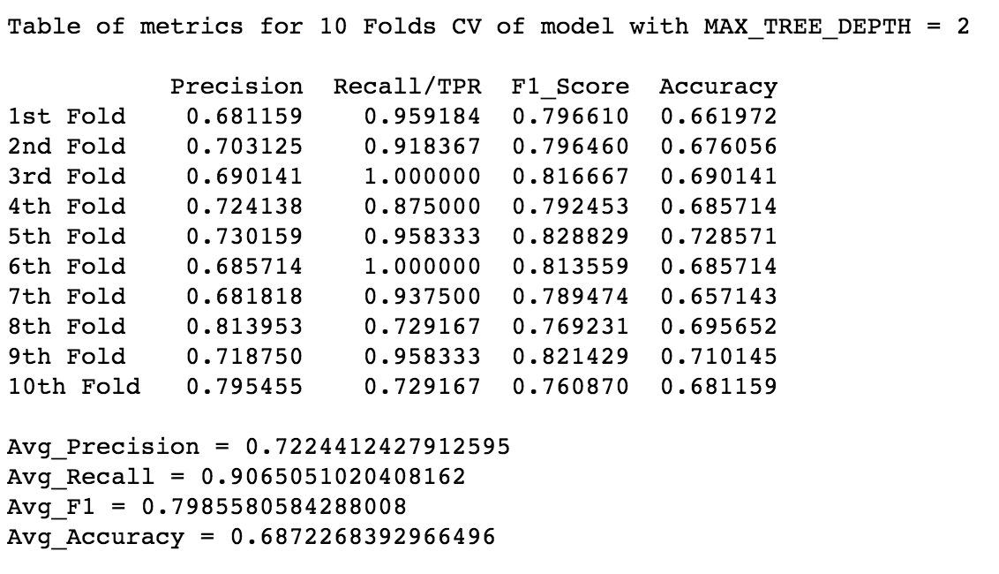 Table of metrics for 10 Folds CV of model with MAX_TREE_DEPTH = 2
Precision Recall/TPR F1_Score Accuracy
1st Fold 0.681159 0.959184 0.796610 0.661972
2nd Fold 0.703125 0.918367 0.796460 0.676056
3rd Fold 0.690141 1.000000 0.816667 0.690141
4th Fold 0.724138 0.875000 0.792453 0.685714
5th Fold 0.730159 0.958333 0.828829 0.728571
6th Fold 0.685714 1.000000 0.813559 0.685714
7th Fold 0.681818 0.937500 0.789474 0.657143
8th Fold 0.813953 0.729167 0.769231 0.695652
9th Fold 0.718750 0.958333 0.821429 0.710145
10th Fold 0.795455 0.729167 0.760870 0.681159
Avg_Precision = 0.7224412427912595
Avg_Recall = 0.9065051020408162
Avg_F1 = 0.7985580584288008
Avg_Accuracy = 0.6872268392966496